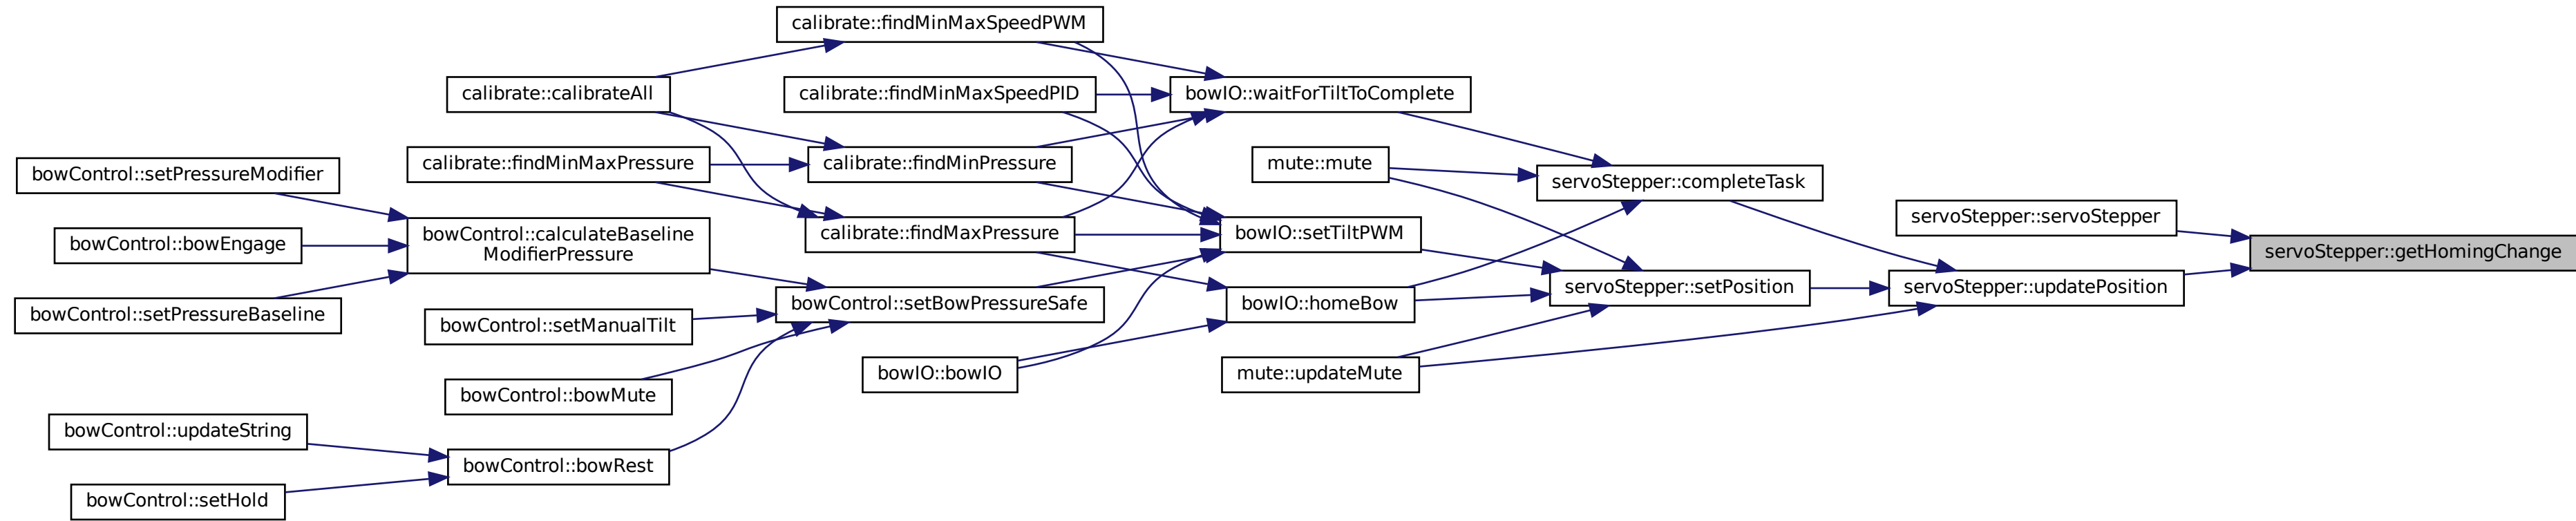 calibrate::findMinMaxSpeedPWM
calibrate::calibrateAll
calibrate::findMinMaxSpeedPID
bowIO::waitForTiltToComplete
calibrate::findMinMaxPressure
calibrate::findMinPressure
mute::mute
bowControl::setPressureModifier
servoStepper::completeTask
servoStepper::servoStepper
bowControl::bowEngage
bowControl::calculateBaseline
ModifierPressure
calibrate::findMaxPressure
bowIO::setTiltPWM
servoStepper::getHomingChange
bowControl::setPressureBaseline
bowControl::setManualTilt
bowControl::setBowPressureSafe
bowIO::homeBow
servoStepper::setPosition
servoStepper::updatePosition
bowIO::bowIO
mute::updateMute
bowControl::bowMute
bowControl::updateString
bowControl::bowRest
bowControl::setHold